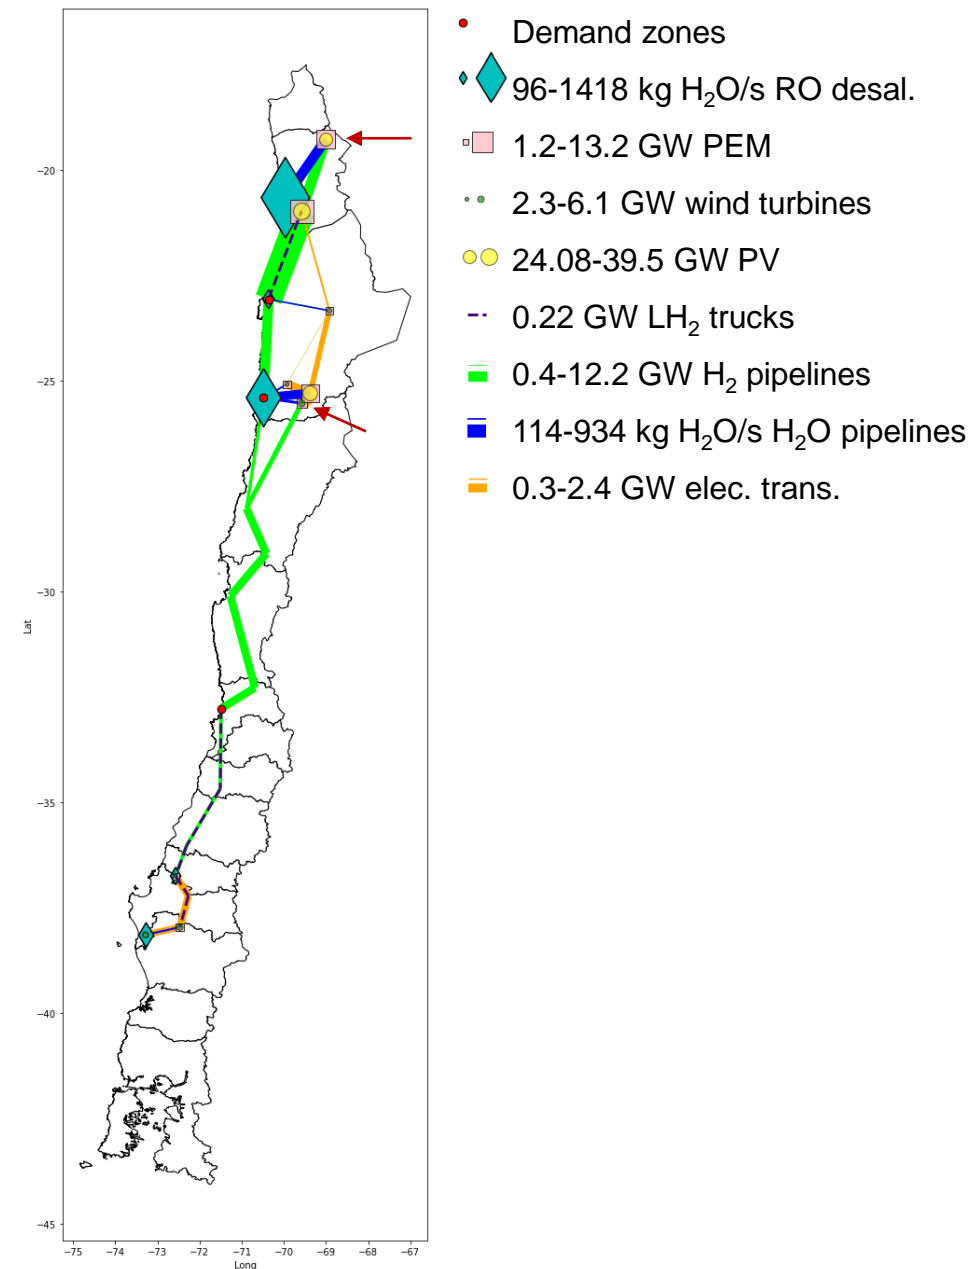 Demand zones
96-1418 kg H₂O/s RO desal.
1.2-13.2 GW PEM
2.3-6.1 GW wind turbines
24.08-39.5 GW PV
0.22 GW LH₂ trucks
0.4-12.2 GW H₂ pipelines
114-934 kg H₂O/s H₂O pipelines
0.3-2.4 GW elec. trans.
Lat
−20
−25
−30
−35
−40
−45
−75 −74 −73 −72 −71 −70 −69 −68 −67
Long